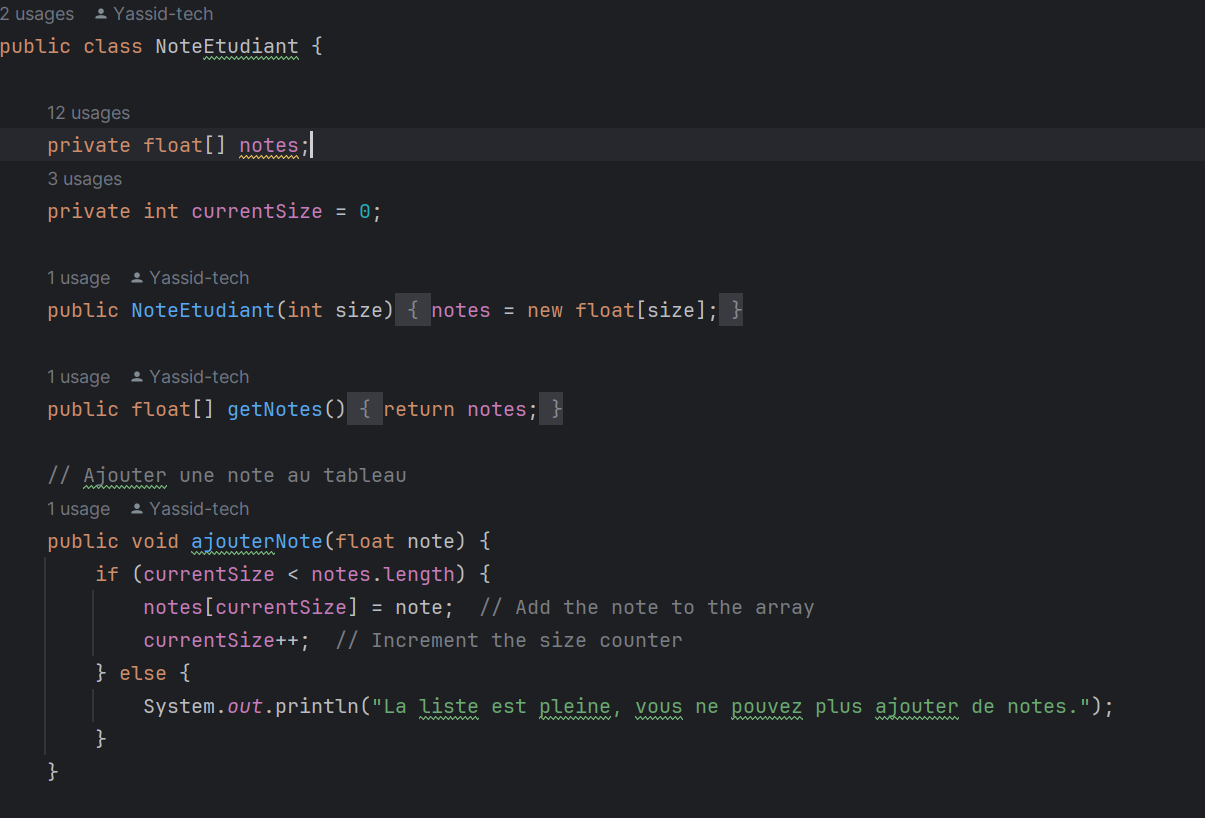 2 usages Yassid-tech
public class NoteEtudiant {
12 usages
private float[] notes;
3 usages
private int currentSize = 0;
1 usage Yassid-tech
public NoteEtudiant(int size) { notes = new float[size]; }
1 usage Yassid-tech
public float[] getNotes() { return notes; }
// Ajouter une note au tableau
1 usage Yassid-tech
public void ajouterNote(float note) {
if (currentSize < notes.length) {
notes[currentSize] = note; // Add the note to the array
currentSize++; // Increment the size counter
} else {
System.out.println("La liste est pleine, vous ne pouvez plus ajouter de notes.");
}
}